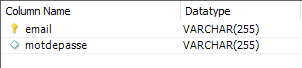 Column Name Datatype
email VARCHAR(255)
motdepasse VARCHAR(255)